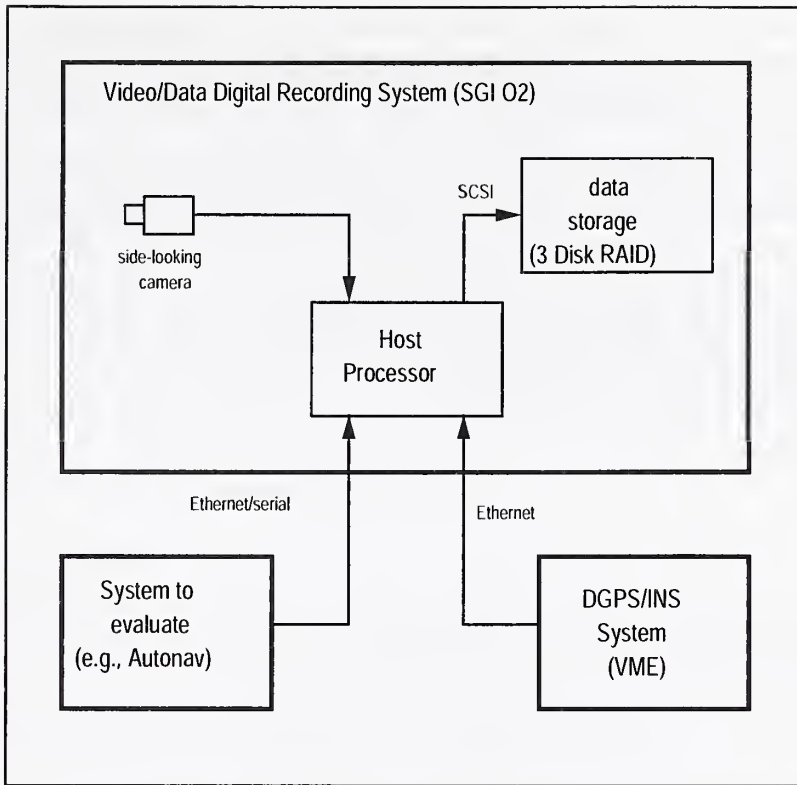 Video/Data Digital Recording System (SGI O2)
SCSI
data
storage
(3 Disk RAID)
side-looking
camera
Host
Processor
Ethernet/serial
Ethernet
System to
evaluate
(e.g., Autonav)
DGPS/INS
System
(VME)